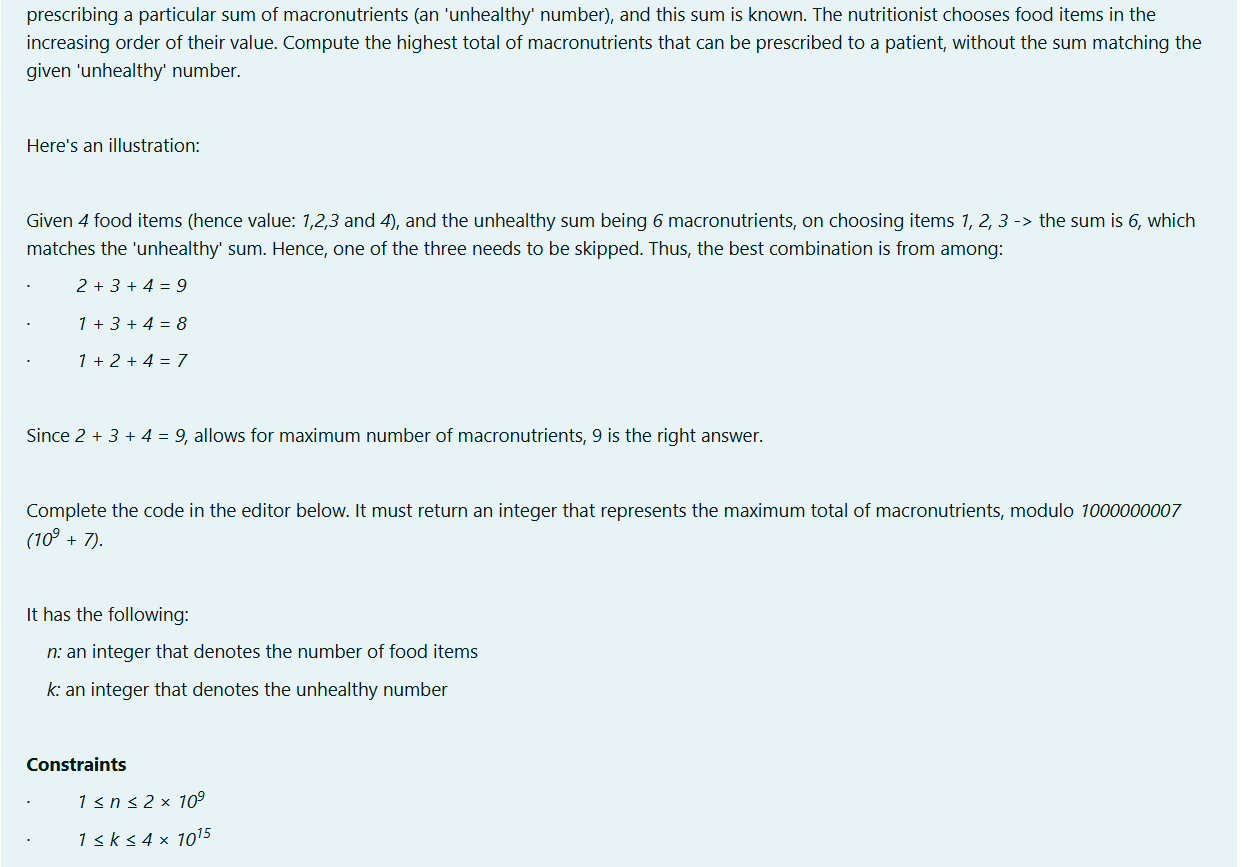 prescribing a particular sum of macronutrients (an 'unhealthy' number), and this sum is known. The nutritionist chooses food items in the
increasing order of their value. Compute the highest total of macronutrients that can be prescribed to a patient, without the sum matching the
given 'unhealthy' number.
Here's an illustration:
Given 4 food items (hence value: 1,2,3 and 4), and the unhealthy sum being 6 macronutrients, on choosing items 1, 2, 3 -> the sum is 6, which
matches the 'unhealthy' sum. Hence, one of the three needs to be skipped. Thus, the best combination is from among:
· 2 + 3 + 4 = 9
· 1 + 3 + 4 = 8
· 1 + 2 + 4 = 7
Since 2 + 3 + 4 = 9, allows for maximum number of macronutrients, 9 is the right answer.
Complete the code in the editor below. It must return an integer that represents the maximum total of macronutrients, modulo 1000000007
(10⁹ + 7).
It has the following:
n: an integer that denotes the number of food items
k: an integer that denotes the unhealthy number
Constraints
· 1 ≤ n ≤ 2 × 10⁹
· 1 ≤ k ≤ 4 × 10¹⁵